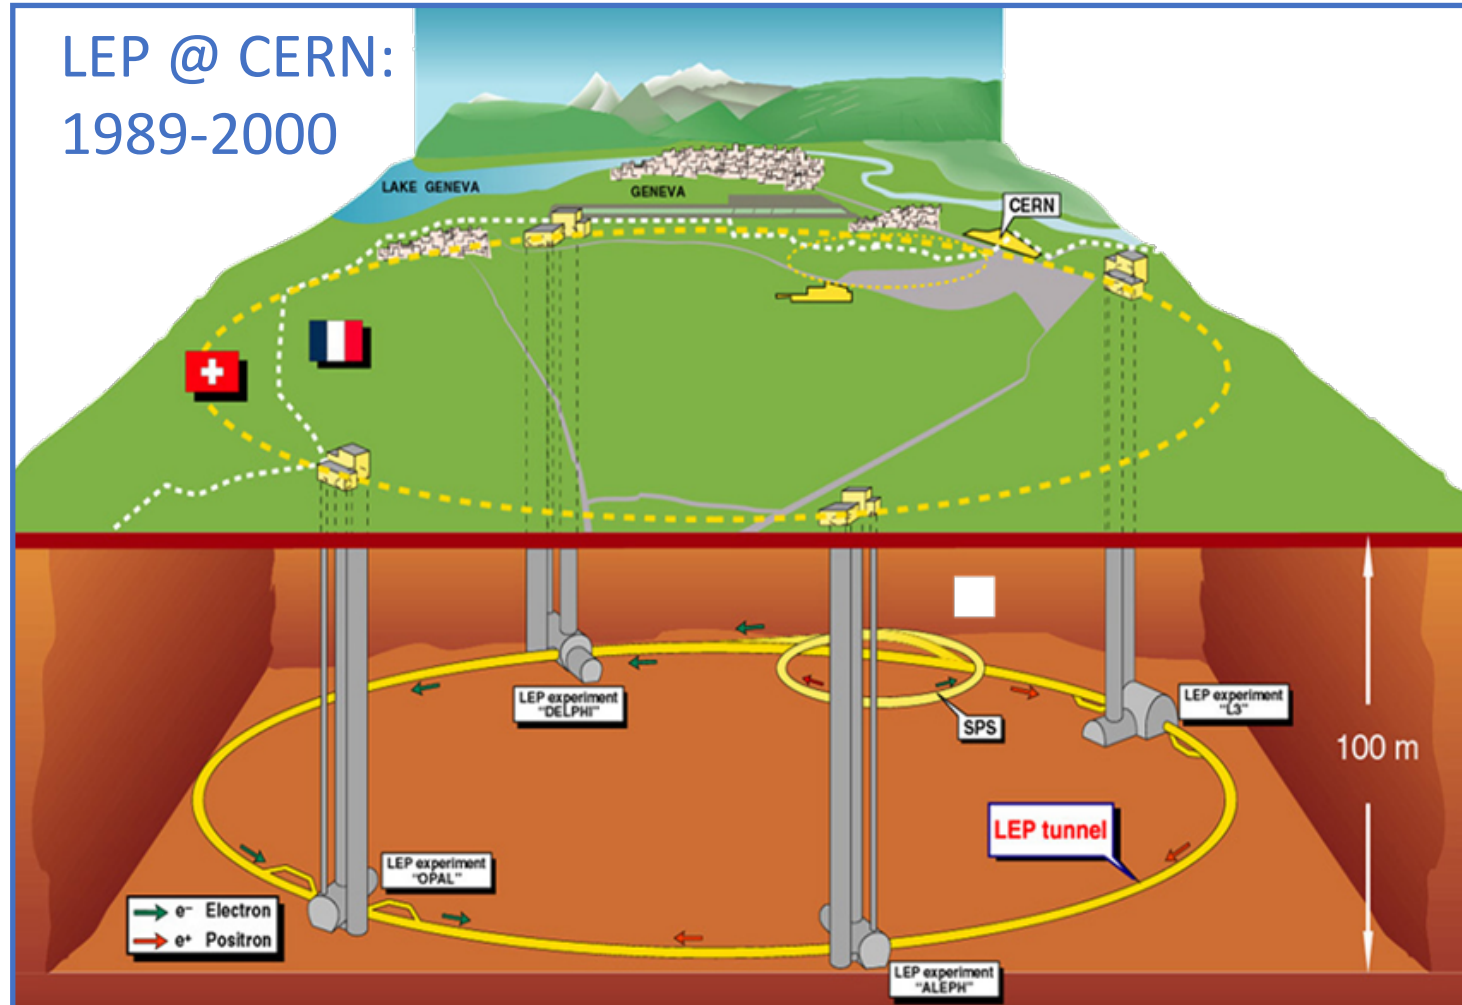 LEP @ CERN:
1989-2000
LAKE GENEVA
GENEVA
CERN
LEP experiment
"DELPHI"
SPS
LEP experiment
"L3"
100 m
LEP tunnel
LEP experiment
"OPAL"
e⁻ Electron
e⁺ Positron
LEP experiment
"ALEPH"